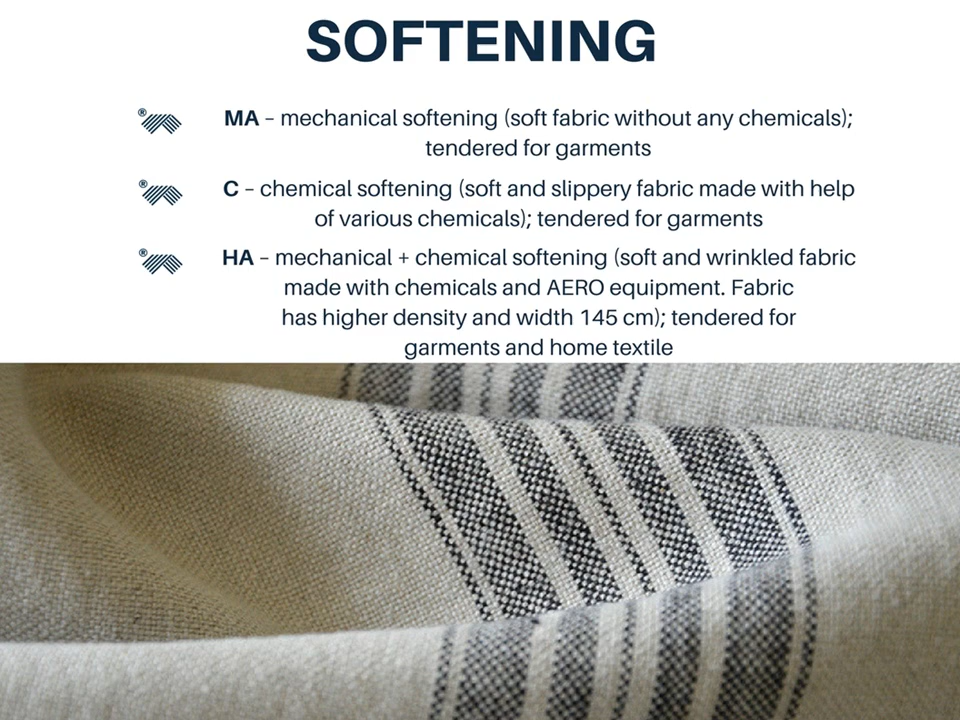 SOFTENING
®
MA – mechanical softening (soft fabric without any chemicals);
tendered for garments
®
C – chemical softening (soft and slippery fabric made with help
of various chemicals); tendered for garments
®
HA – mechanical + chemical softening (soft and wrinkled fabric
made with chemicals and AERO equipment. Fabric
has higher density and width 145 cm); tendered for
garments and home textile